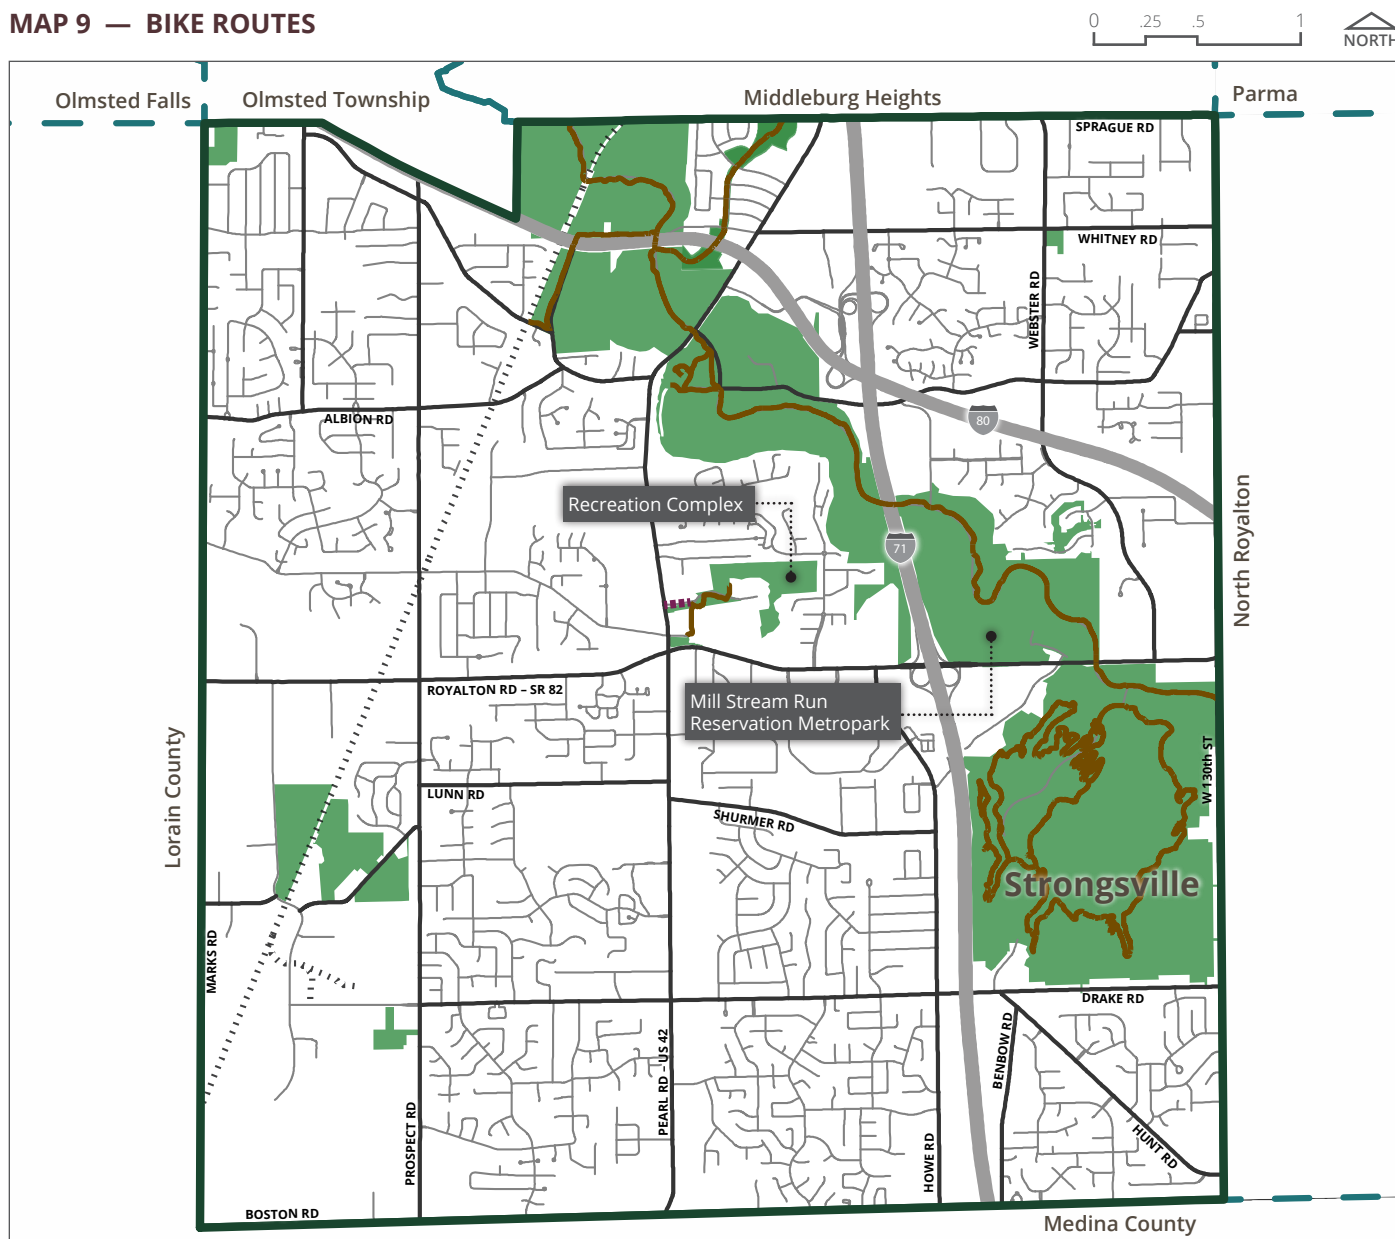 MAP 9 — BIKE ROUTES
0 .25 .5 1
NORTH
Olmsted Falls
Olmsted Township
Middleburg Heights
Parma
SPRAGUE RD
WHITNEY RD
WEBSTER RD
ALBION RD
80
Recreation Complex
71
North Royalton
ROYALTON RD – SR 82
Mill Stream Run
Reservation Metropark
Lorain County
W 130th ST
LUNN RD
SHURMER RD
Strongsville
MARKS RD
DRAKE RD
BENBOW RD
PEARL RD – US 42
PROSPECT RD
HOWE RD
HUNT RD
BOSTON RD
Medina County